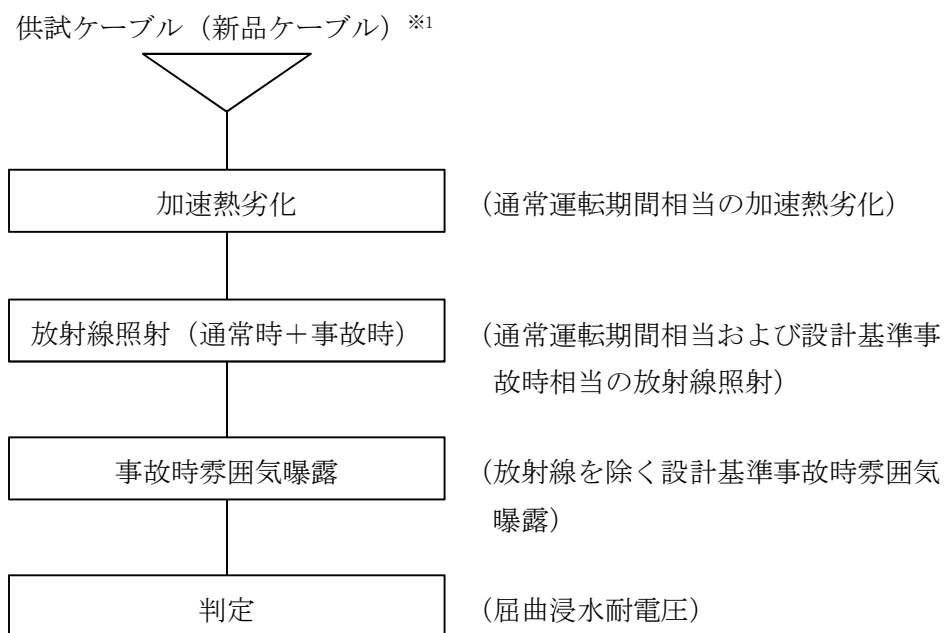 供試ケーブル（新品ケーブル）※1
加速熱劣化 （通常運転期間相当の加速熱劣化）
放射線照射（通常時＋事故時） （通常運転期間相当および設計基準事
故時相当の放射線照射）
事故時雰囲気曝露 （放射線を除く設計基準事故時雰囲気
曝露）
判定 （屈曲浸水耐電圧）